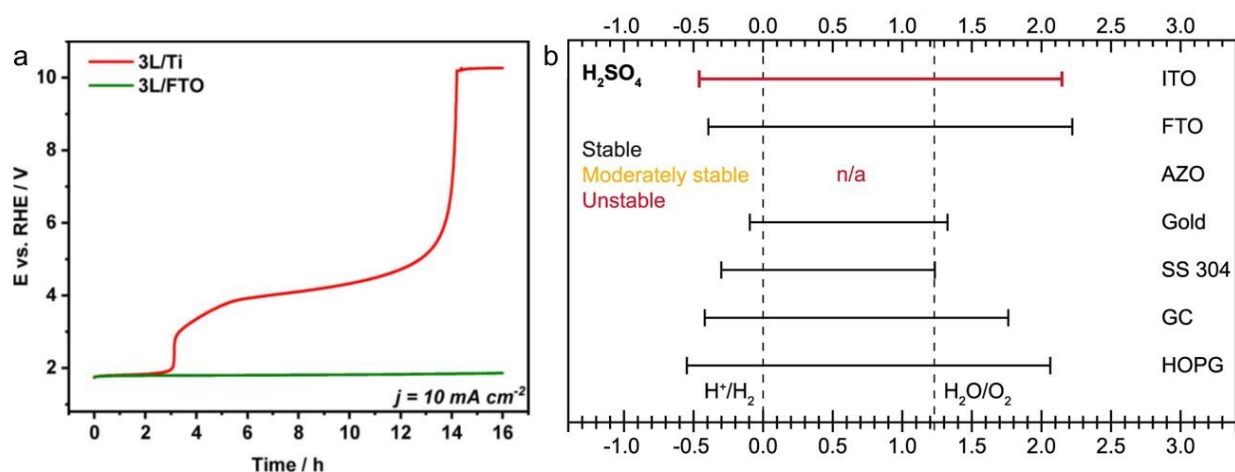 a
3L/Ti
3L/FTO
10
8
6
4
2
E vs. RHE / V
j = 10 mA cm⁻²
0 2 4 6 8 10 12 14 16
Time / h
b
-1.0 -0.5 0.0 0.5 1.0 1.5 2.0 2.5 3.0
H₂SO₄
ITO
FTO
Stable
Moderately stable
n/a
AZO
Unstable
Gold
SS 304
GC
HOPG
H⁺/H₂
H₂O/O₂
-1.0 -0.5 0.0 0.5 1.0 1.5 2.0 2.5 3.0